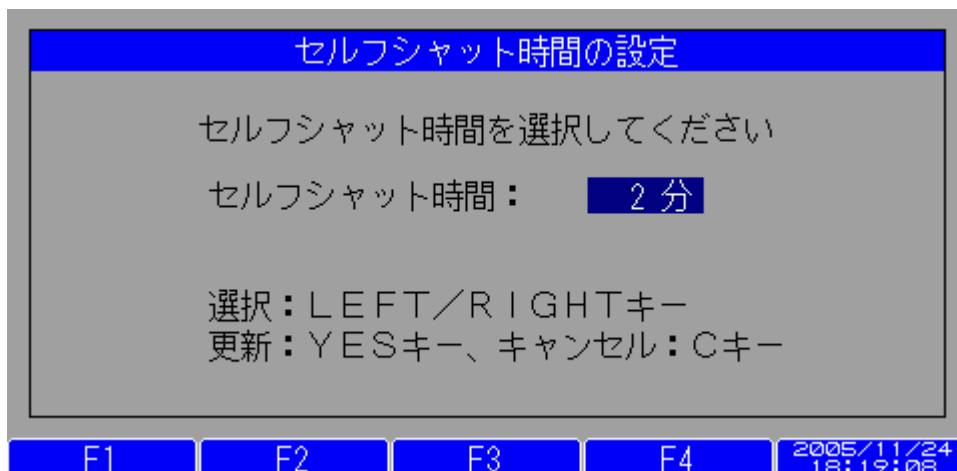 セルフシャット時間の設定
セルフシャット時間を選択してください
セルフシャット時間： 2 分
選択：ＬＥＦＴ／ＲＩＧＨＴキー
更新：ＹＥＳキー、キャンセル：Ｃキー
F1 F2 F3 F4 2005/11/24
18:19:08